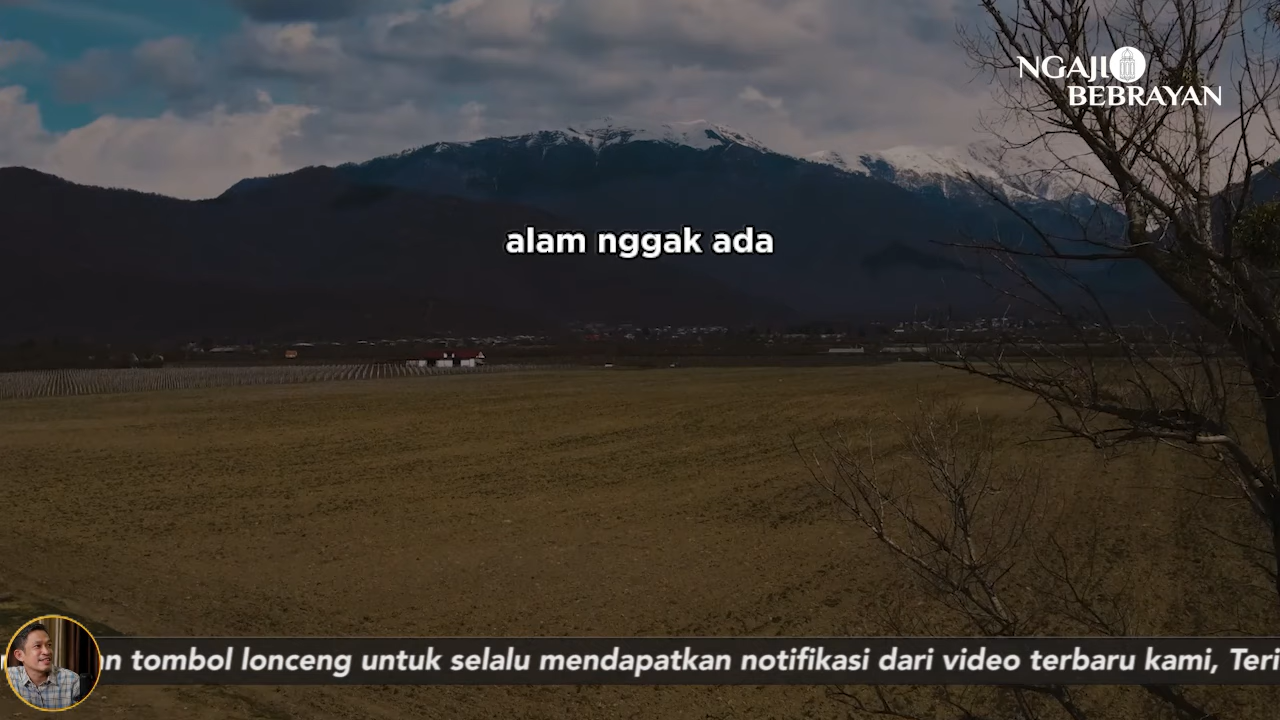 NGAJI
BEBRAYAN
alam nggak ada
n tombol lonceng untuk selalu mendapatkan notifikasi dari video terbaru kami, Teri